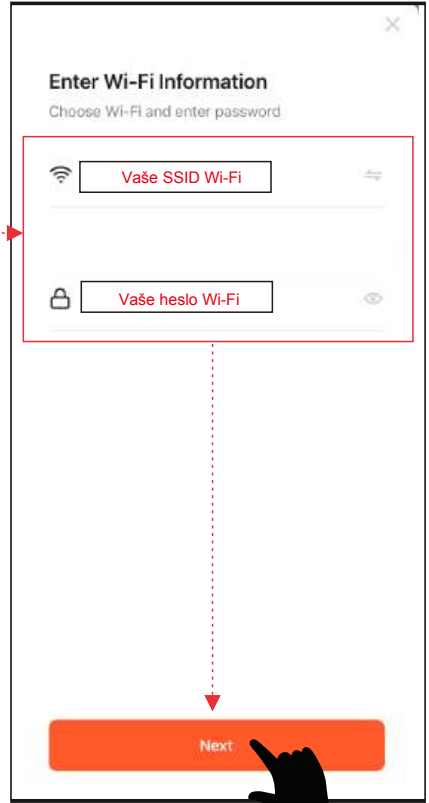 Enter Wi-Fi Information
Choose Wi-Fi and enter password
Vaše SSID Wi-Fi
Vaše heslo Wi-Fi
Next